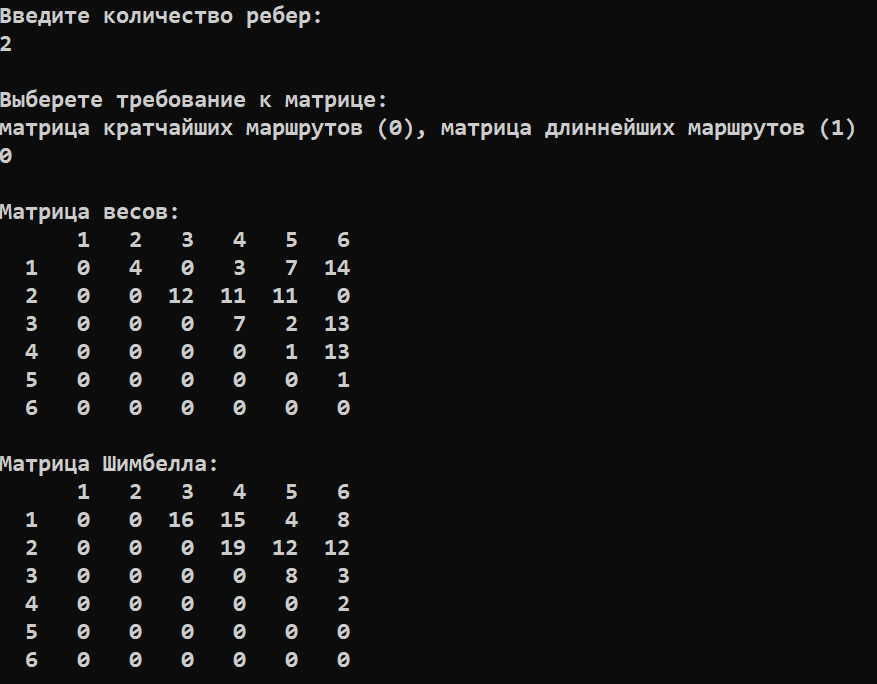 Введите количество ребер:
2
Выберете требование к матрице:
матрица кратчайших маршрутов (0), матрица длиннейших маршрутов (1)
0
Матрица весов:
1 2 3 4 5 6
1 0 4 0 3 7 14
2 0 0 12 11 11 0
3 0 0 0 7 2 13
4 0 0 0 0 1 13
5 0 0 0 0 0 1
6 0 0 0 0 0 0
Матрица Шимбелла:
1 2 3 4 5 6
1 0 0 16 15 4 8
2 0 0 0 19 12 12
3 0 0 0 0 8 3
4 0 0 0 0 0 2
5 0 0 0 0 0 0
6 0 0 0 0 0 0